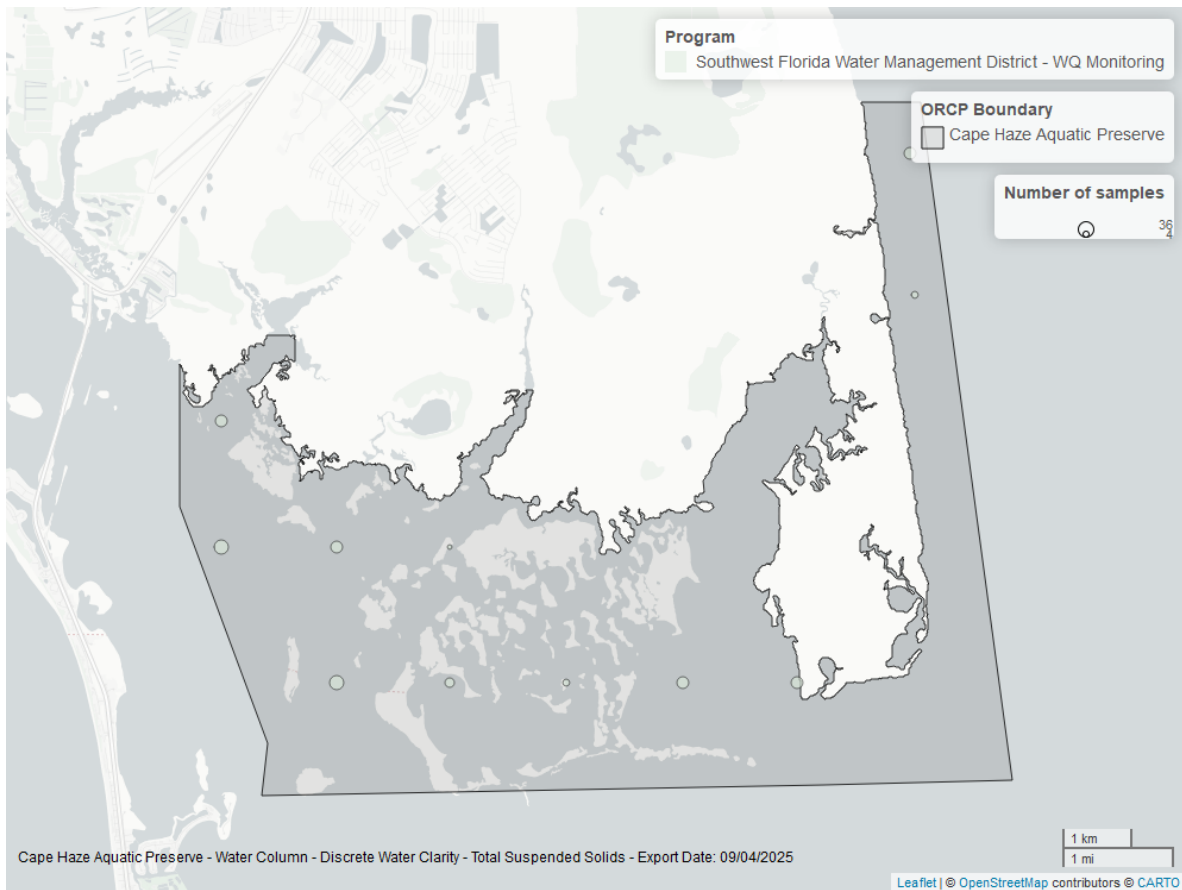 Program
Southwest Florida Water Management District - WQ Monitoring
ORCP Boundary
Cape Haze Aquatic Preserve
Number of samples
36
4
1 km
1 mi
Cape Haze Aquatic Preserve - Water Column - Discrete Water Clarity - Total Suspended Solids - Export Date: 09/04/2025
Leaflet | © OpenStreetMap contributors © CARTO